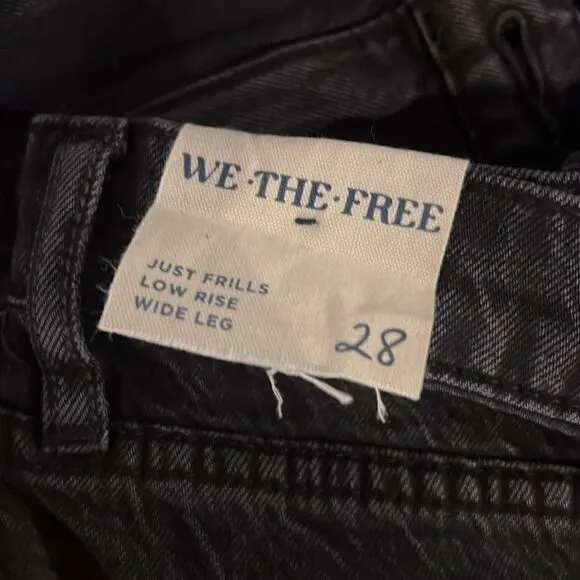 WE·THE·FREE
JUST FRILLS
LOW RISE
WIDE LEG
28